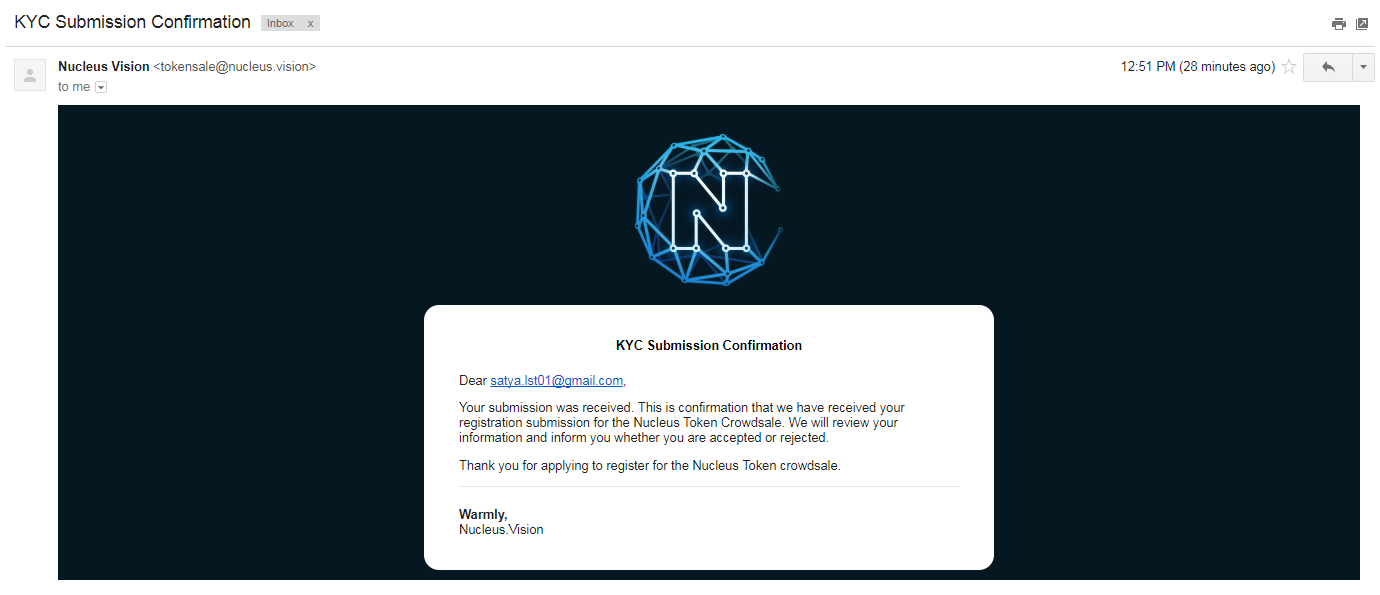 KYC Submission Confirmation Inbox x
Nucleus Vision <tokensale@nucleus.vision> 12:51 PM (28 minutes ago)
to me
N
KYC Submission Confirmation
Dear satya.lst01@gmail.com,
Your submission was received. This is confirmation that we have received your
registration submission for the Nucleus Token Crowdsale. We will review your
information and inform you whether you are accepted or rejected.
Thank you for applying to register for the Nucleus Token crowdsale.
Warmly,
Nucleus.Vision